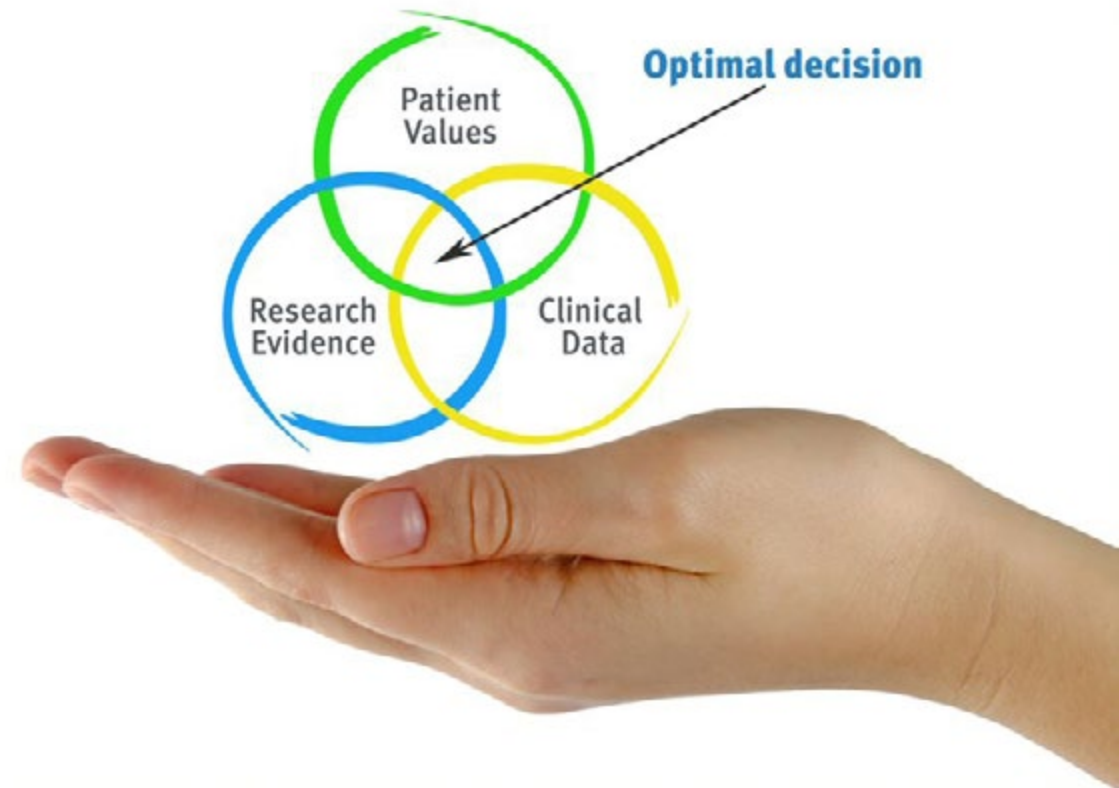 Optimal decision
Patient
Values
Research
Evidence
Clinical
Data